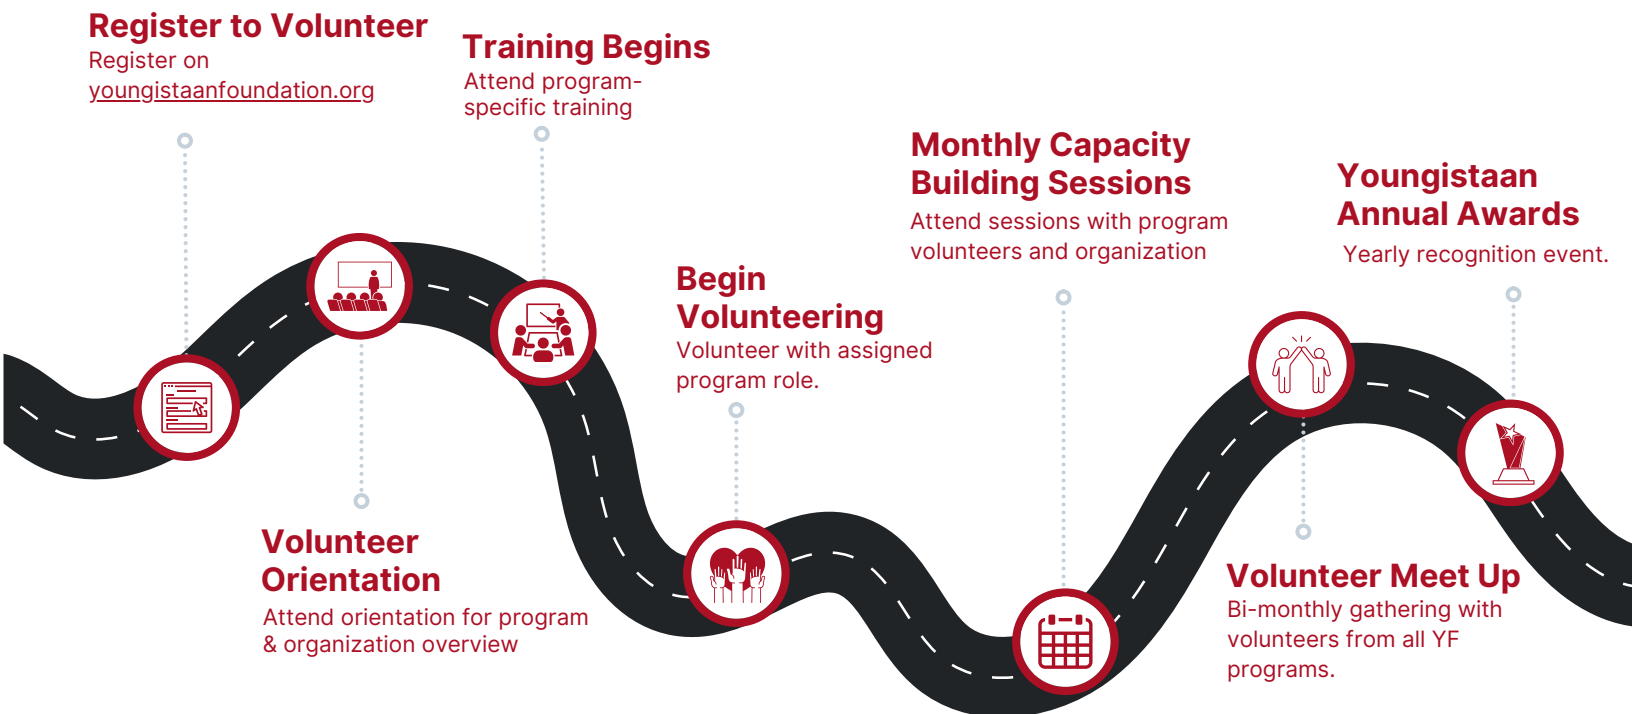 Register to Volunteer
Register on
youngistaanfoundation.org
Volunteer
Orientation
Attend orientation for program
& organization overview
Training Begins
Attend program-
specific training
Begin
Volunteering
Volunteer with assigned
program role.
Monthly Capacity
Building Sessions
Attend sessions with program
volunteers and organization
Volunteer Meet Up
Bi-monthly gathering with
volunteers from all YF
programs.
Youngistaan
Annual Awards
Yearly recognition event.